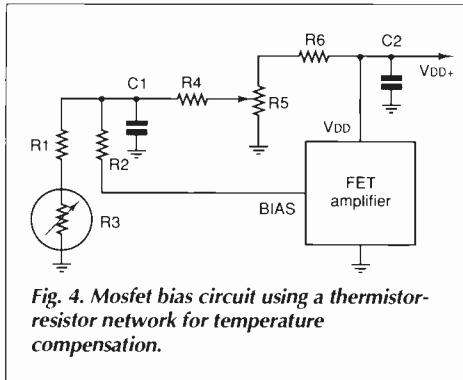 R6
C2
VDD+
C1
R4
R5
VDD
R1
R2
R3
BIAS
FET
amplifier
Fig. 4. Mosfet bias circuit using a thermistor-
resistor network for temperature
compensation.